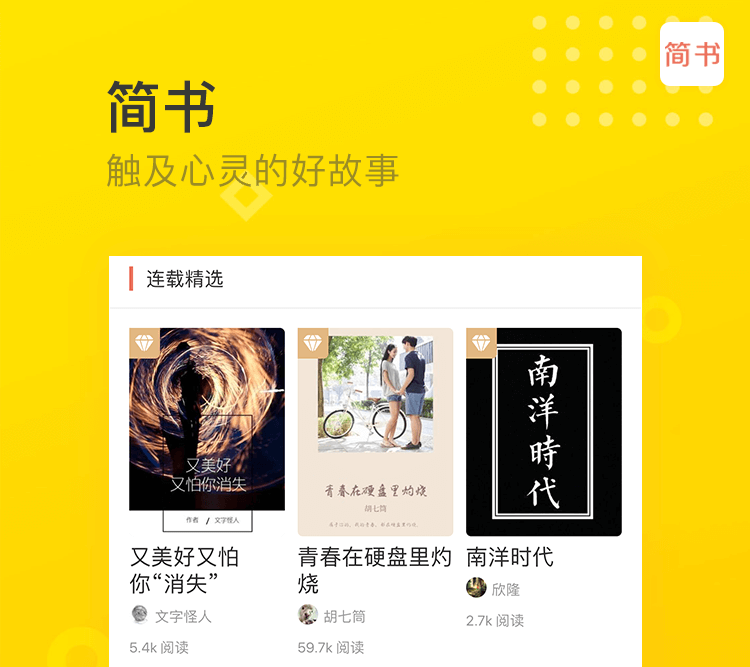 简书
简书
触及心灵的好故事
连载精选
又美好
又怕你消失
作者 / 文字怪人
青春在硬盘里灼烧
胡七筒
南洋時代
又美好又怕
你“消失”
文字怪人
5.4k 阅读
青春在硬盘里灼
烧
胡七筒
59.7k 阅读
南洋时代
欣隆
2.7k 阅读